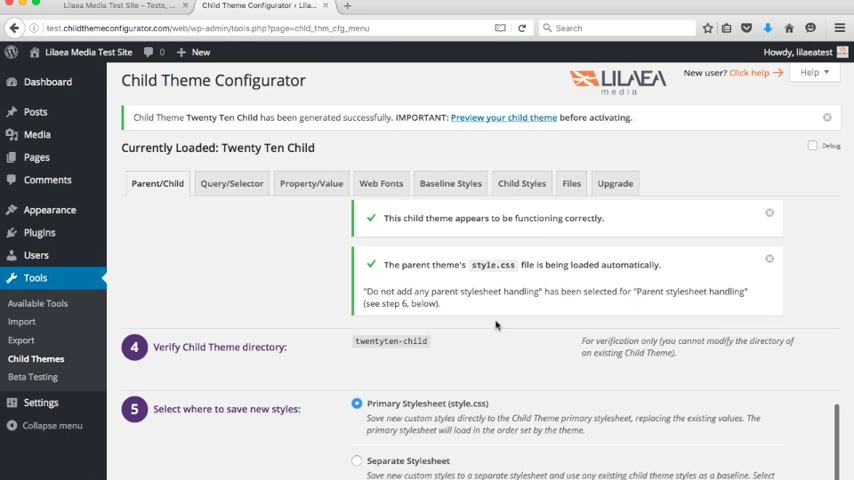 Lilaea Media Test Site – Tests, ...
Child Theme Configurator ‹ Lilaea...
test.childthemeconfigurator.com/web/wp-admin/tools.php?page=chld_thm_cfg_menu
Search
Lilaea Media Test Site
0
New
Howdy, lilaeatest
Dashboard
Posts
Media
Pages
Comments
Appearance
Plugins
Users
Tools
Available Tools
Import
Export
Child Themes
Beta Testing
Settings
Collapse menu
Child Theme Configurator
LILAEA
media
New user? Click help
Help
Child Theme Twenty Ten Child has been generated successfully. IMPORTANT: Preview your child theme before activating.
Currently Loaded: Twenty Ten Child
Debug
Parent/Child
Query/Selector
Property/Value
Web Fonts
Baseline Styles
Child Styles
Files
Upgrade
This child theme appears to be functioning correctly.
The parent theme's style.css file is being loaded automatically.
"Do not add any parent stylesheet handling" has been selected for "Parent stylesheet handling"
(see step 6, below).
4
Verify Child Theme directory:
twentyten-child
For verification only (you cannot modify the directory of
an existing Child Theme).
5
Select where to save new styles:
Primary Stylesheet (style.css)
Save new custom styles directly to the Child Theme primary stylesheet, replacing the existing values. The
primary stylesheet will load in the order set by the theme.
Separate Stylesheet
Save new custom styles to a separate stylesheet and use any existing child theme styles as a baseline. Select